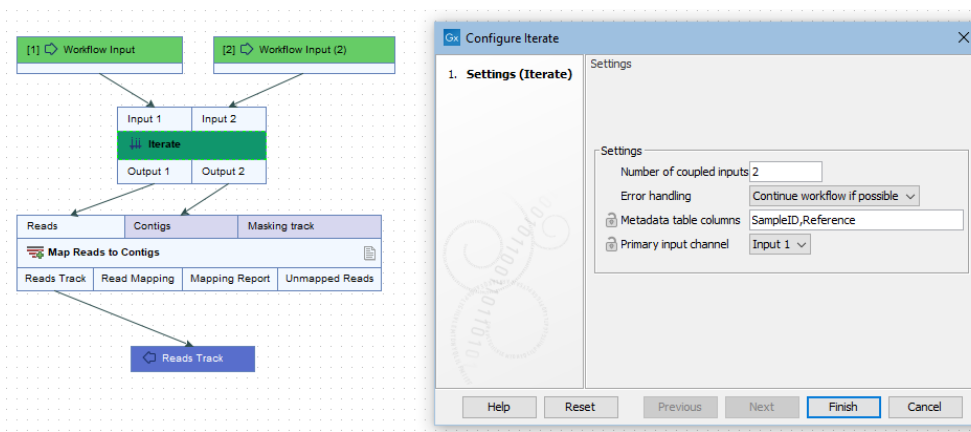 [1] Workflow Input
[2] Workflow Input (2)
Input 1
Input 2
Iterate
Output 1
Output 2
Reads
Contigs
Masking track
Map Reads to Contigs
Reads Track
Read Mapping
Mapping Report
Unmapped Reads
Reads Track
Gx Configure Iterate
1. Settings (Iterate)
Settings
Settings
Number of coupled inputs 2
Error handling Continue workflow if possible
Metadata table columns SampleID,Reference
Primary input channel Input 1
Help
Reset
Previous
Next
Finish
Cancel